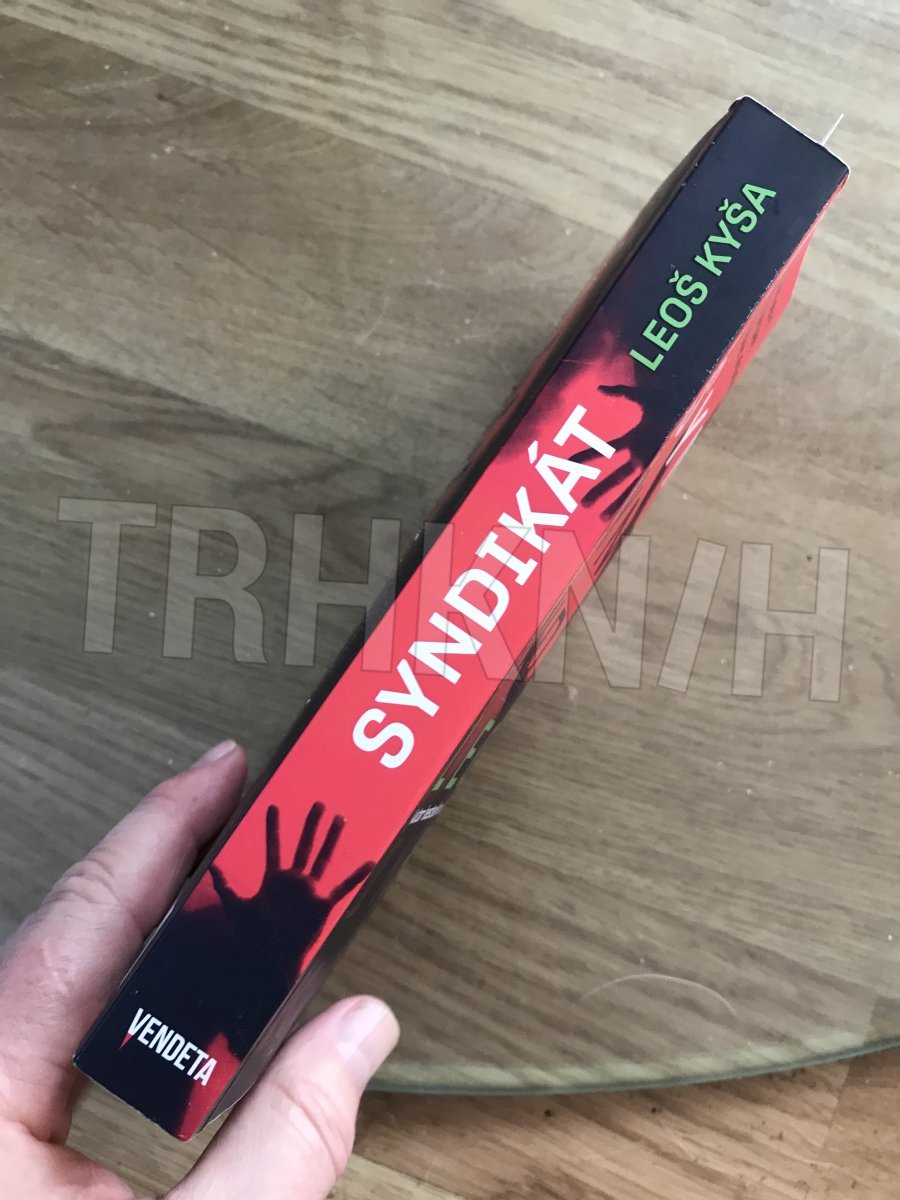 LEOŠ KYŠA
SYNDIKÁT
VENDETA
TRHKNIH